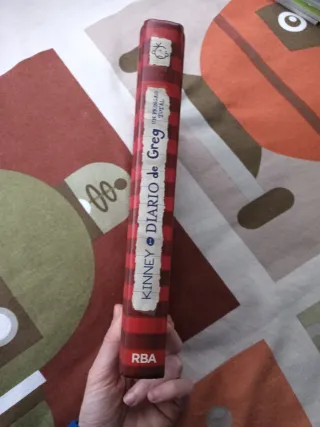 KINNEY
DIARIO de Greg
UN PRINGAO
TOTAL
RBA